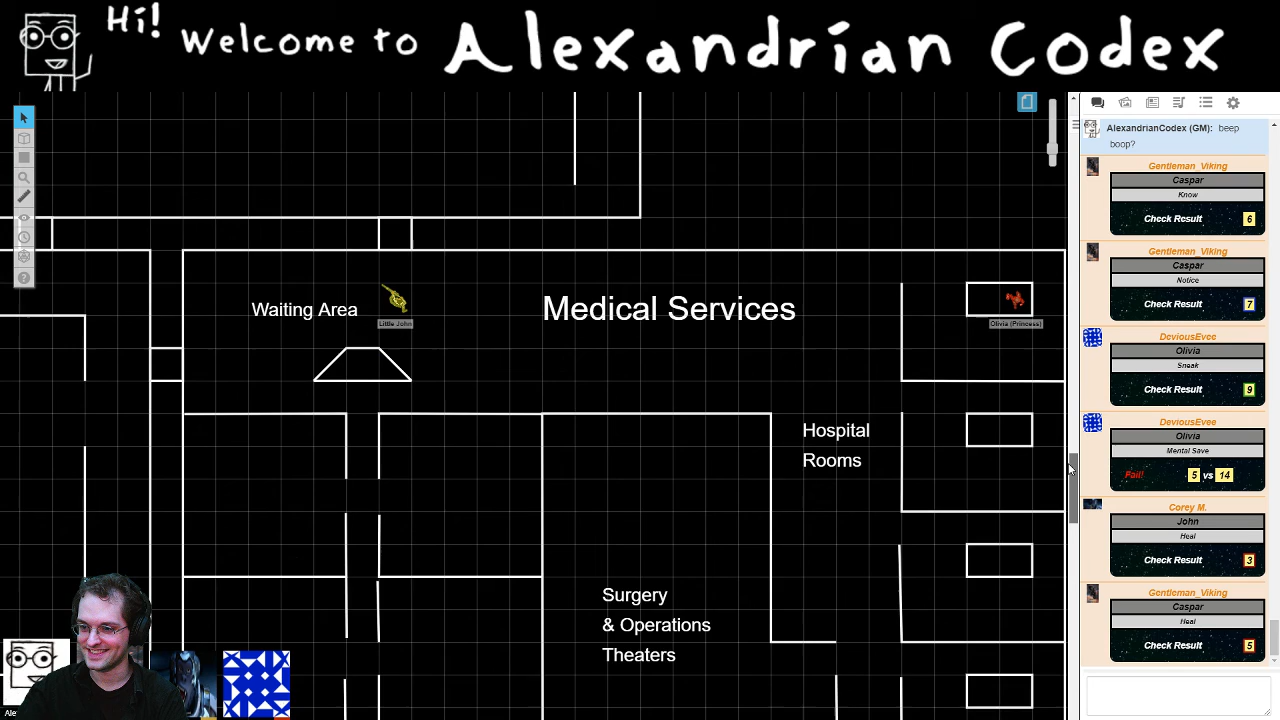 Hi! Welcome to Alexandrian Codex
AlexandrianCodex (GM): beep
boop?
Gentleman_Viking
Caspar
Know
Check Result 6
Gentleman_Viking
Caspar
Notice
Check Result 7
DeviousEvee
Olivia
Sneak
Check Result 9
DeviousEvee
Olivia
Mental Save
Fail! 5 vs 14
Corey M.
John
Heal
Check Result 3
Gentleman_Viking
Caspar
Heal
Check Result 5
Waiting Area
Little John
Medical Services
Olivia (Princess)
Hospital
Rooms
Surgery
& Operations
Theaters
Ale